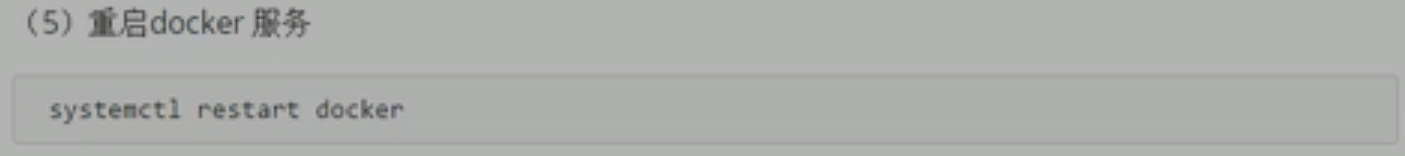 （5）重启docker 服务
systemctl restart docker